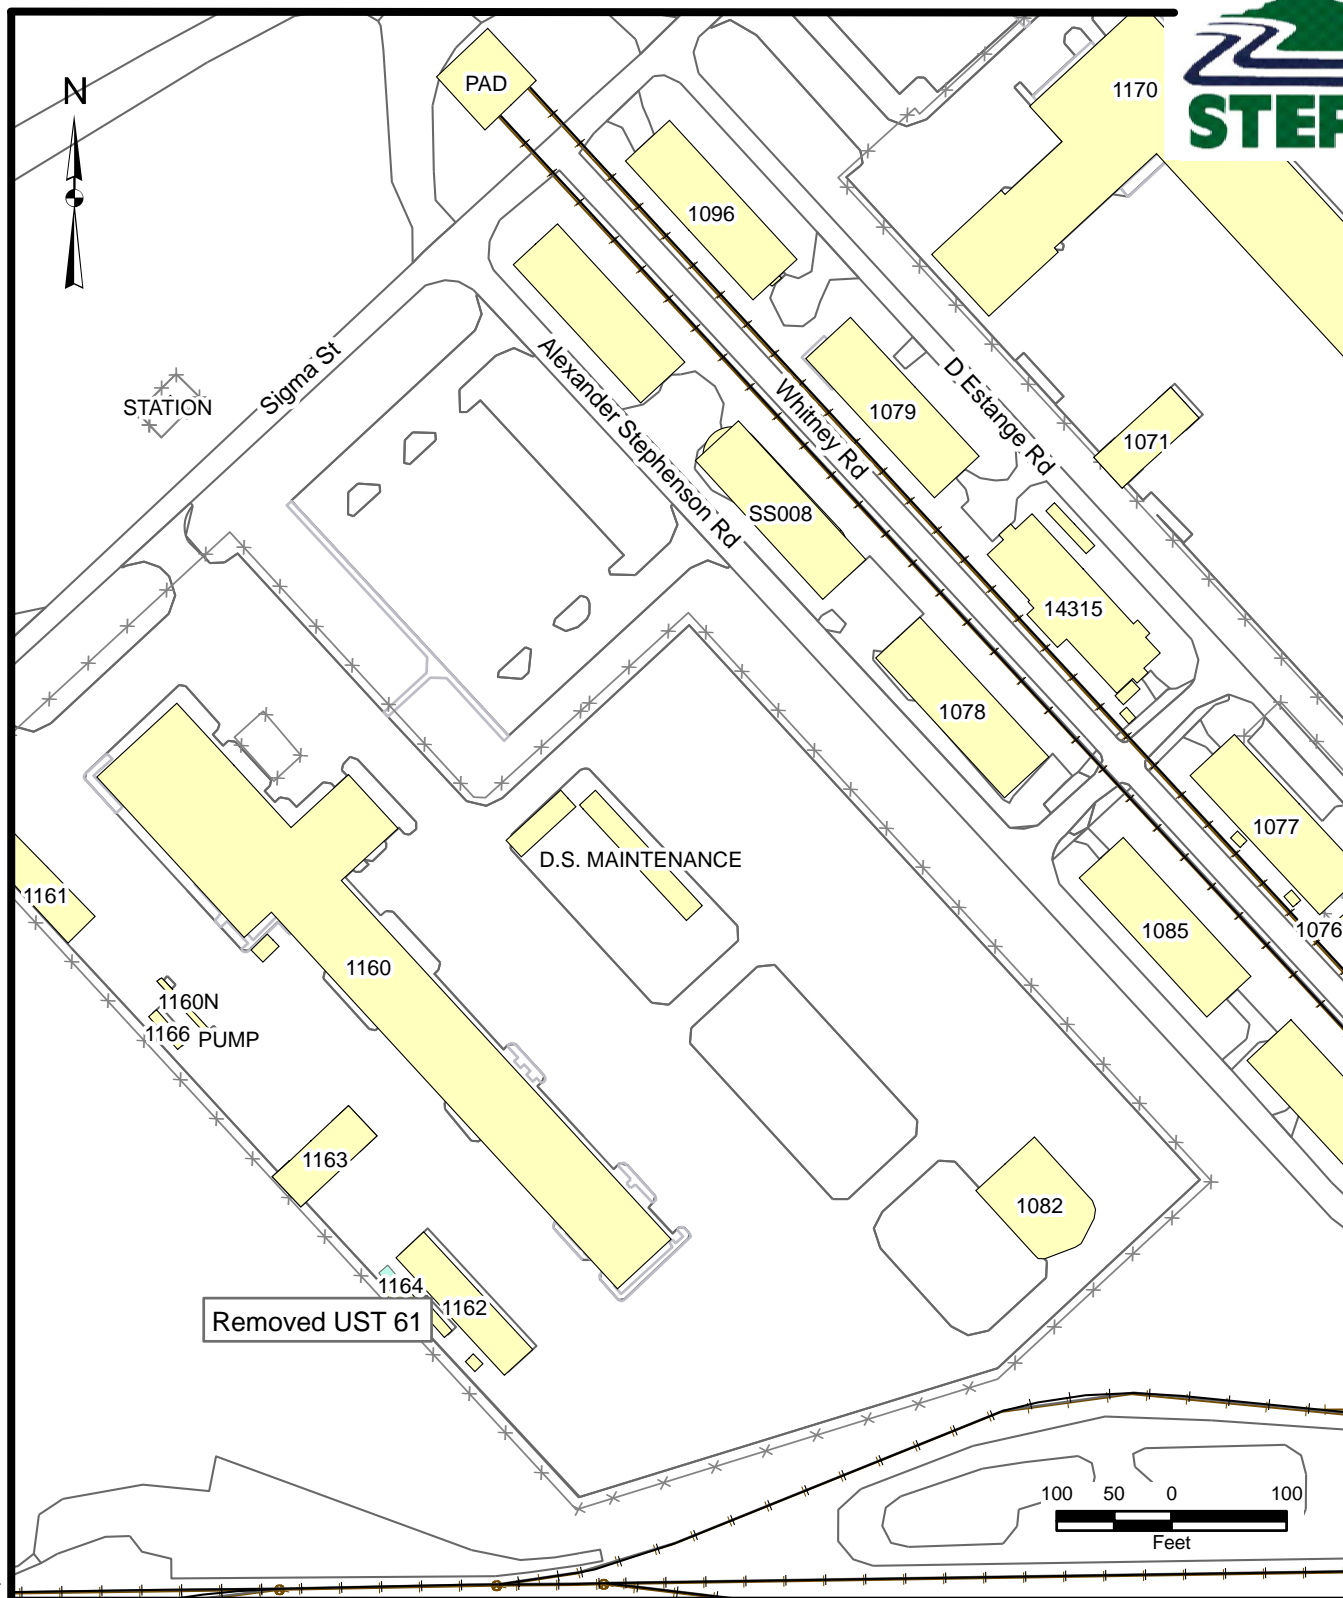 N
PAD
1170
STEP
1096
Sigma St
STATION
Alexander Stephenson Rd
Whitney Rd
D Estange Rd
1079
1071
SS008
14315
1078
1077
D.S. MAINTENANCE
1161
1085
1076
1160
1160N
1166
PUMP
1163
1082
1164
1162
Removed UST 61
100 50 0 100
Feet